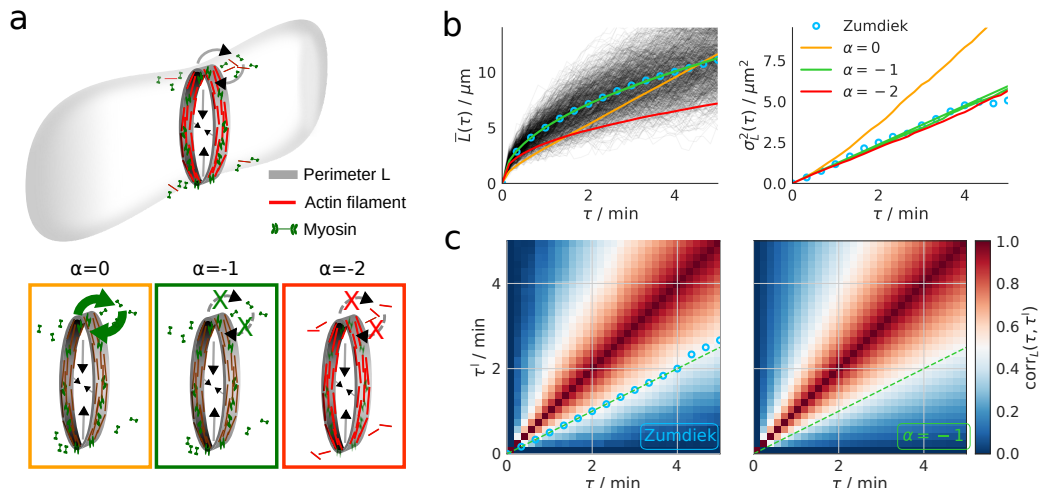 a
Perimeter L
Actin filament
Myosin
α=0
α=-1
α=-2
X
X
X
X
b
L̅(τ) / μm
10
5
0
0
2
4
τ / min
σ²_L(τ) / μm²
7.5
5.0
2.5
0.0
0
2
4
τ / min
Zumdiek
α = 0
α = −1
α = −2
c
τˡ / min
4
2
0
0
2
4
τ / min
Zumdiek
0
2
4
τ / min
α = −1
1.0
0.8
0.6
0.4
0.2
0.0
corr_L(τ, τˡ)